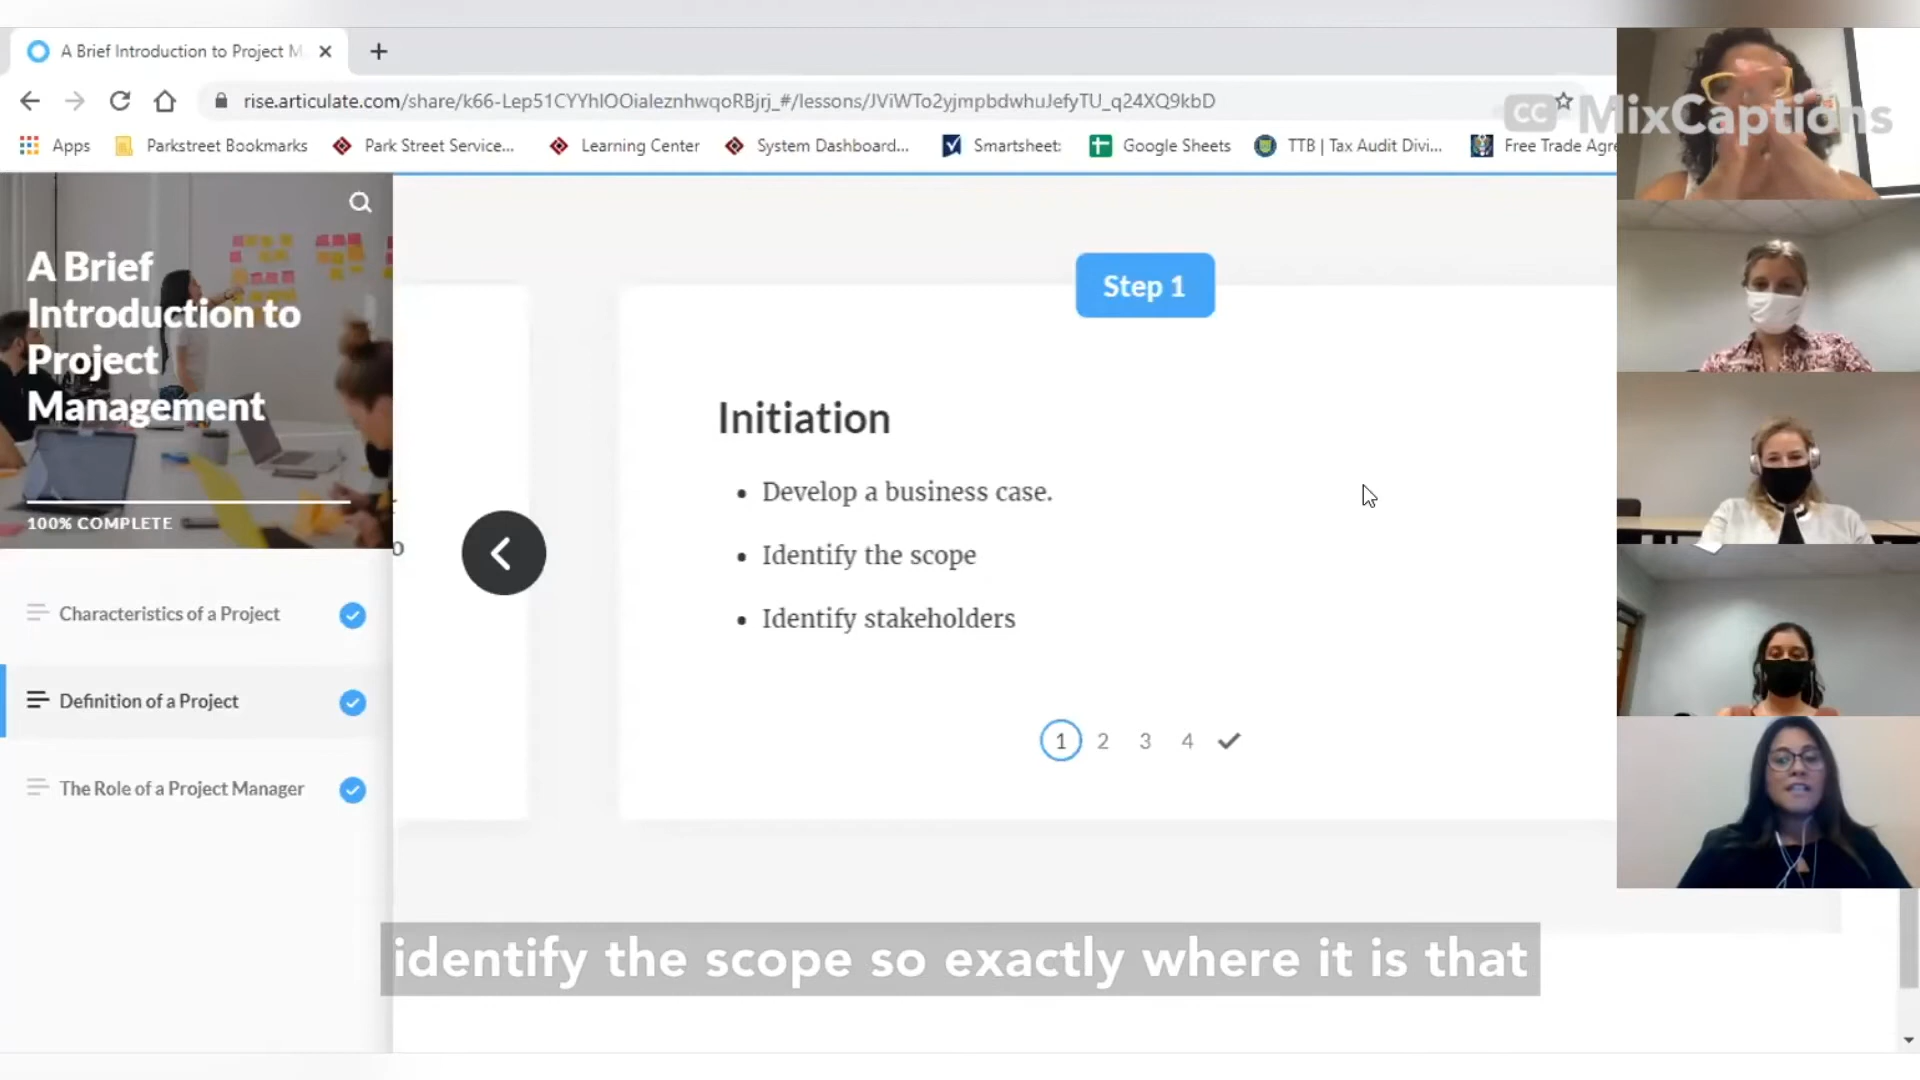 A Brief Introduction to Project M
rise.articulate.com/share/k66-Lep51CYYhlOOialeznhwqoRBjrj_#/lessons/JViWTo2yjmpbdwhuJefyTU_q24XQ9kbD
CC MixCaptions
Apps Parkstreet Bookmarks Park Street Service... Learning Center System Dashboard... Smartsheet Google Sheets TTB | Tax Audit Divi... Free Trade Agre
A Brief
Introduction to
Project
Management
100% COMPLETE
Characteristics of a Project
Definition of a Project
The Role of a Project Manager
Step 1
Initiation
• Develop a business case.
• Identify the scope
• Identify stakeholders
1 2 3 4
identify the scope so exactly where it is that